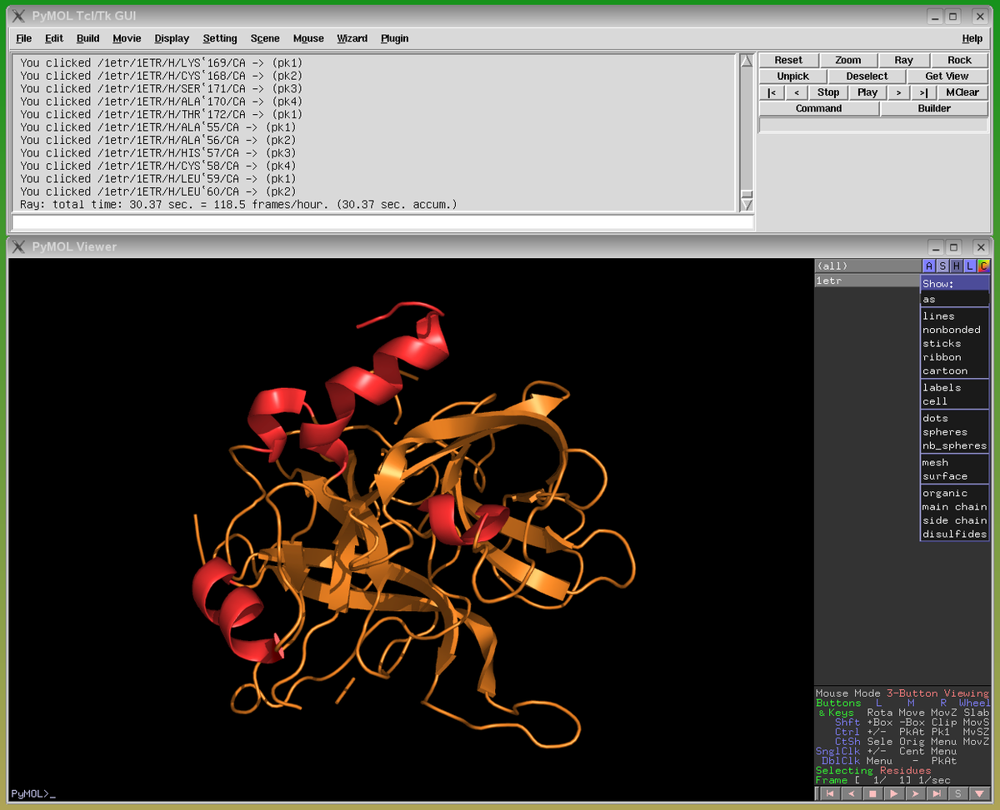 PyMOL Tcl/Tk GUI
File Edit Build Movie Display Setting Scene Mouse Wizard Plugin Help
You clicked /1etr/1ETR/H/LYS`169/CA -> (pk1)
You clicked /1etr/1ETR/H/CYS`168/CA -> (pk2)
You clicked /1etr/1ETR/H/SER`171/CA -> (pk3)
You clicked /1etr/1ETR/H/ALA`170/CA -> (pk4)
You clicked /1etr/1ETR/H/THR`172/CA -> (pk1)
You clicked /1etr/1ETR/H/ALA`55/CA -> (pk1)
You clicked /1etr/1ETR/H/ALA`56/CA -> (pk2)
You clicked /1etr/1ETR/H/HIS`57/CA -> (pk3)
You clicked /1etr/1ETR/H/CYS`58/CA -> (pk4)
You clicked /1etr/1ETR/H/LEU`59/CA -> (pk1)
You clicked /1etr/1ETR/H/LEU`60/CA -> (pk2)
Ray: total time: 30.37 sec. = 118.5 frames/hour. (30.37 sec. accum.)
Reset Zoom Ray Rock
Unpick Deselect Get View
|< < Stop Play > >| MClear
Command Builder
PyMOL Viewer
(all) A S H L C
1etr
Show:
as
lines
nonbonded
sticks
ribbon
cartoon
labels
cell
dots
spheres
nb_spheres
mesh
surface
organic
main chain
side chain
disulfides
Mouse Mode 3-Button Viewing
Buttons L M R Wheel
& Keys Rota Move MovZ Slab
Shft +Box -Box Clip MovS
Ctrl +/- PkAt Pk1 MvSZ
CtSh Sele Orig Menu MovZ
SnglClk +/- Cent Menu
DblClk Menu - PkAt
Selecting Residues
Frame [ 1/ 1] 1/sec
S
PyMOL>_